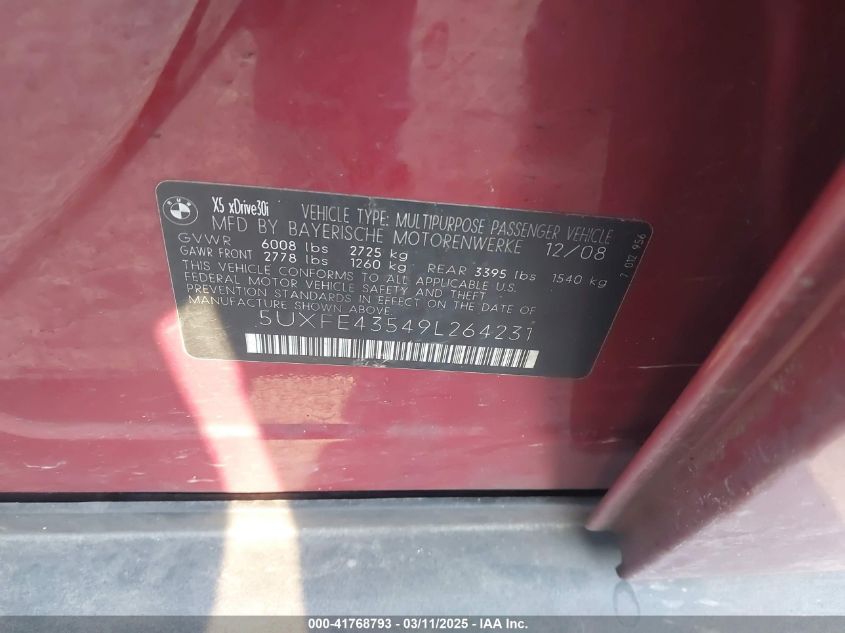 BMW
X5 xDrive30i VEHICLE TYPE: MULTIPURPOSE PASSENGER VEHICLE
MFD BY BAYERISCHE MOTORENWERKE 12/08
GVWR 6008 lbs 2725 kg
GAWR FRONT 2778 lbs 1260 kg REAR 3395 lbs 1540 kg
THIS VEHICLE CONFORMS TO ALL APPLICABLE U.S.
FEDERAL MOTOR VEHICLE SAFETY AND THEFT
PREVENTION STANDARDS IN EFFECT ON THE DATE OF
MANUFACTURE SHOWN ABOVE.
5UXFE43549L264231
7 012 956
000-41768793 - 03/11/2025 - IAA Inc.